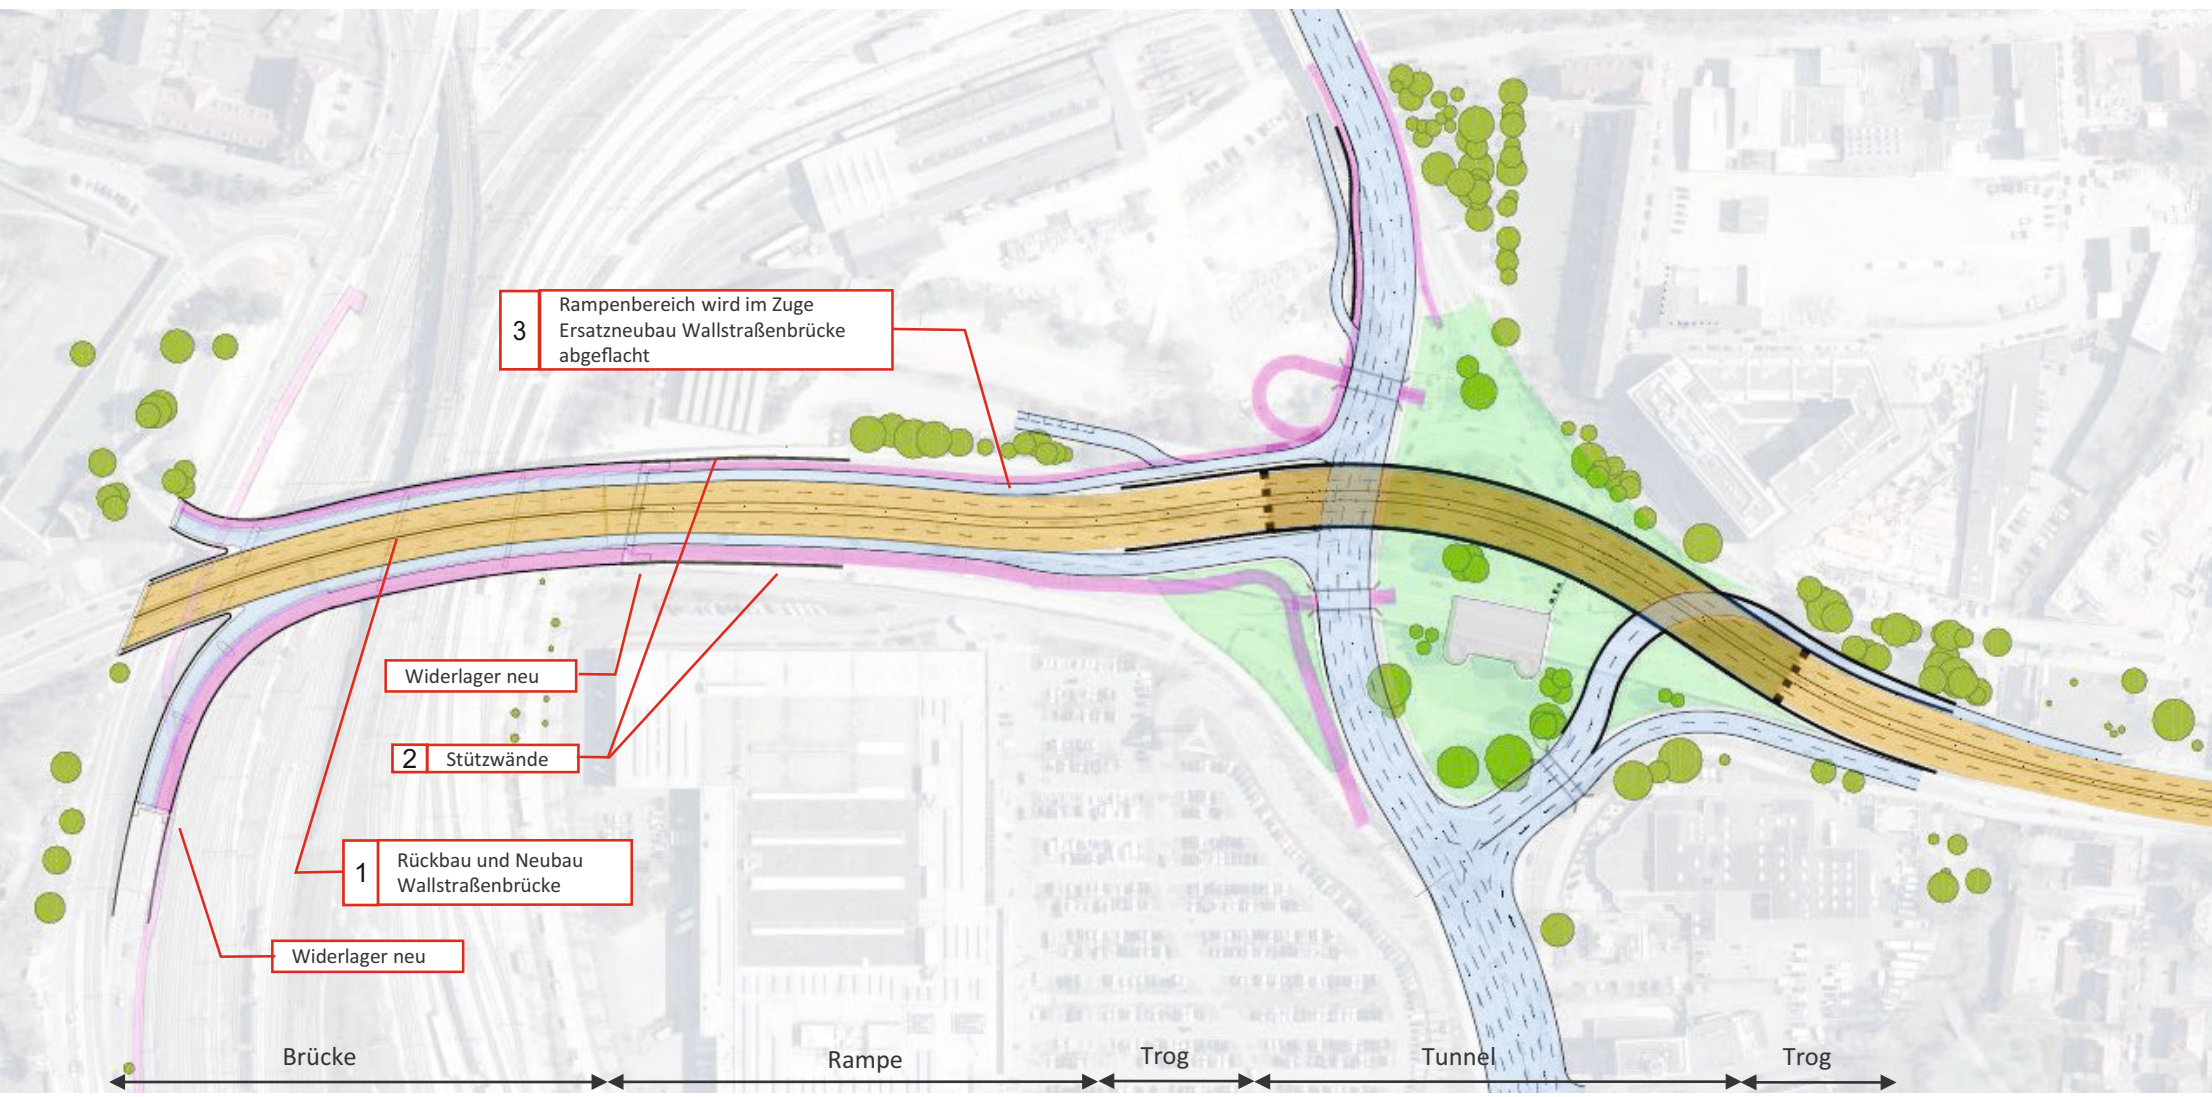 3
Rampenbereich wird im Zuge
Ersatzneubau Wallstraßenbrücke
abgeflacht
Widerlager neu
2
Stützwände
1
Rückbau und Neubau
Wallstraßenbrücke
Widerlager neu
Brücke
Rampe
Trog
Tunnel
Trog